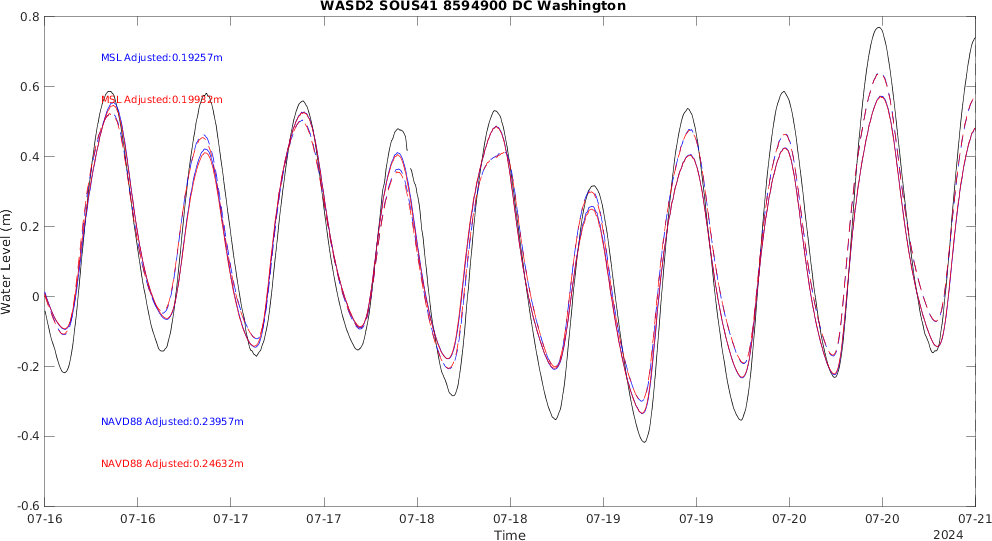 WASD2 SOUS41 8594900 DC Washington
0.8
0.6
0.4
0.2
0
-0.2
-0.4
-0.6
Water Level (m)
MSL Adjusted:0.19257m
MSL Adjusted:0.19932m
NAVD88 Adjusted:0.23957m
NAVD88 Adjusted:0.24632m
07-16 07-16 07-17 07-17 07-18 07-18 07-19 07-19 07-20 07-20 07-21
Time
2024